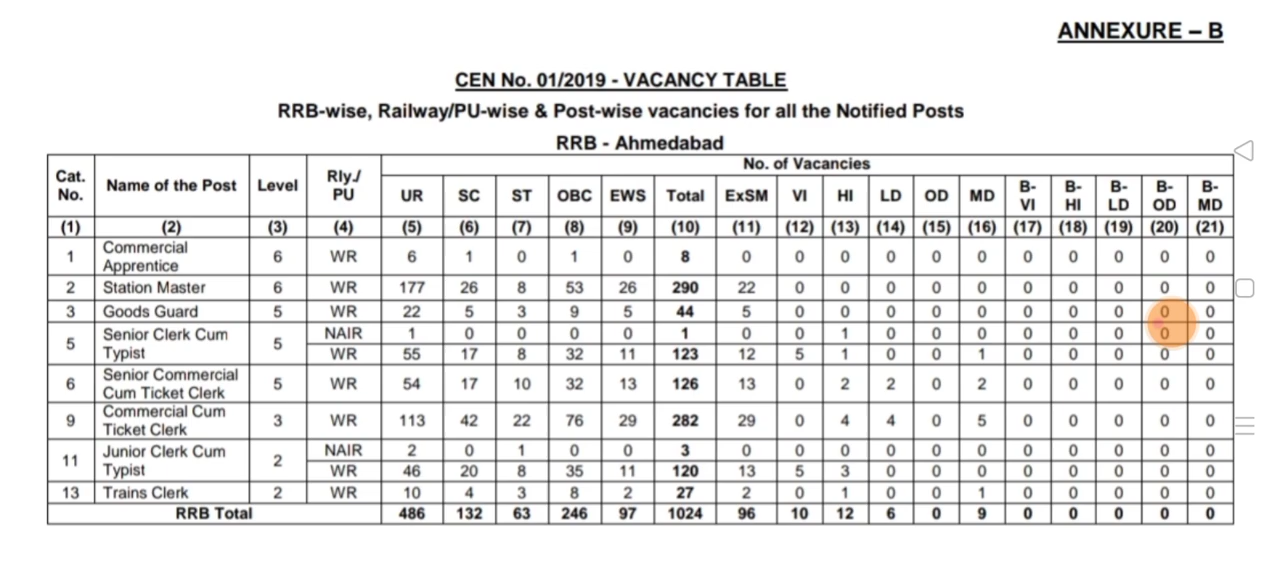 ANNEXURE – B
CEN No. 01/2019 - VACANCY TABLE
RRB-wise, Railway/PU-wise & Post-wise vacancies for all the Notified Posts
RRB - Ahmedabad
Cat. No. Name of the Post Level Rly./ PU No. of Vacancies
UR SC ST OBC EWS Total ExSM VI HI LD OD MD B-VI B-HI B-LD B-OD B-MD
(1) (2) (3) (4) (5) (6) (7) (8) (9) (10) (11) (12) (13) (14) (15) (16) (17) (18) (19) (20) (21)
1 Commercial Apprentice 6 WR 6 1 0 1 0 8 0 0 0 0 0 0 0 0 0 0 0
2 Station Master 6 WR 177 26 8 53 26 290 22 0 0 0 0 0 0 0 0 0 0
3 Goods Guard 5 WR 22 5 3 9 5 44 5 0 0 0 0 0 0 0 0 0 0
5 Senior Clerk Cum Typist 5 NAIR 1 0 0 0 0 1 0 0 1 0 0 0 0 0 0 0 0
WR 55 17 8 32 11 123 12 5 1 0 0 1 0 0 0 0 0
6 Senior Commercial Cum Ticket Clerk 5 WR 54 17 10 32 13 126 13 0 2 2 0 2 0 0 0 0 0
9 Commercial Cum Ticket Clerk 3 WR 113 42 22 76 29 282 29 0 4 4 0 5 0 0 0 0 0
11 Junior Clerk Cum Typist 2 NAIR 2 0 1 0 0 3 0 0 0 0 0 0 0 0 0 0 0
WR 46 20 8 35 11 120 13 5 3 0 0 0 0 0 0 0 0
13 Trains Clerk 2 WR 10 4 3 8 2 27 2 0 1 0 0 1 0 0 0 0 0
RRB Total 486 132 63 246 97 1024 96 10 12 6 0 9 0 0 0 0 0